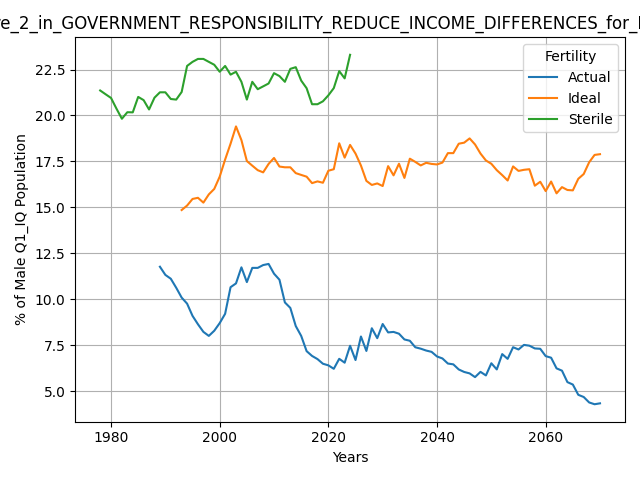 _2_in_GOVERNMENT_RESPONSIBILITY_REDUCE_INCOME_DIFFERENCES_for_
Fertility
Actual
Ideal
Sterile
% of Male Q1_IQ Population
22.5
20.0
17.5
15.0
12.5
10.0
7.5
5.0
1980 2000 2020 2040 2060
Years